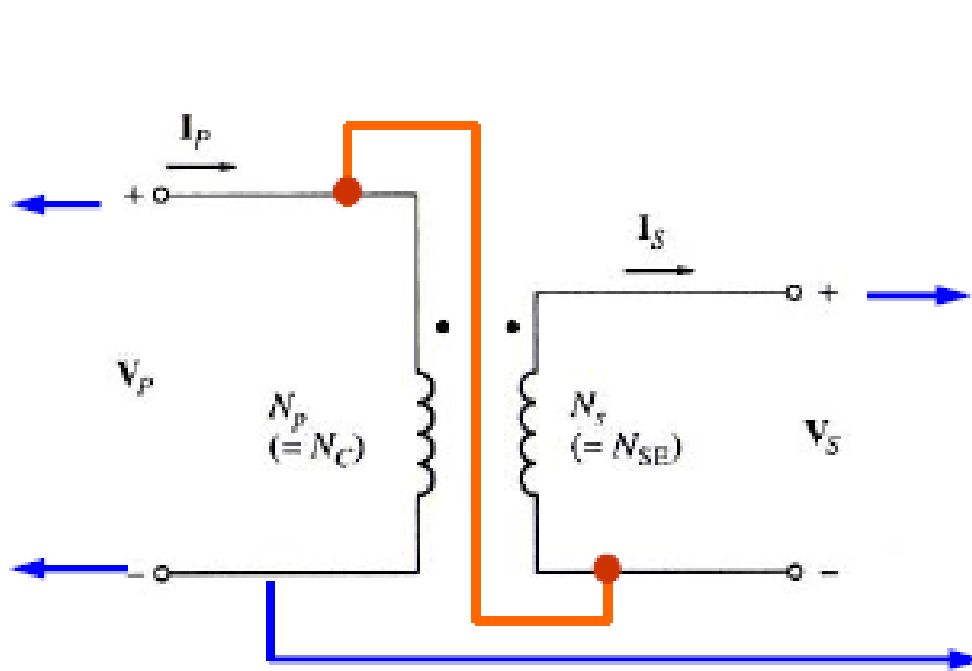 I_P
+
I_S
+
V_P
N_p
(= N_C)
N_s
(= N_SE)
V_S
–
–